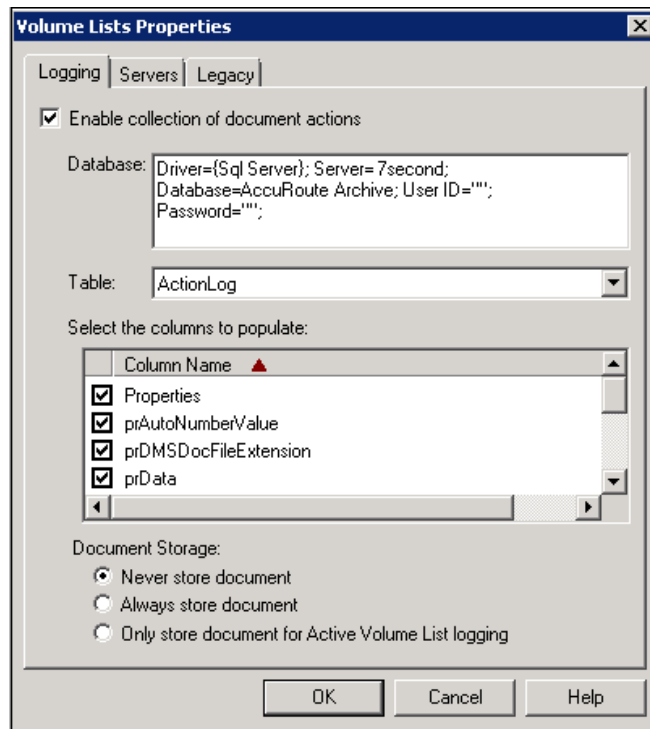 Volume Lists Properties
Logging Servers Legacy
Enable collection of document actions
Database: Driver={Sql Server}; Server=7second;
Database=AccuRoute Archive; User ID='"';
Password='"';
Table: ActionLog
Select the columns to populate:
Column Name
Properties
prAutoNumberValue
prDMSDocFileExtension
prData
Document Storage:
Never store document
Always store document
Only store document for Active Volume List logging
OK Cancel Help